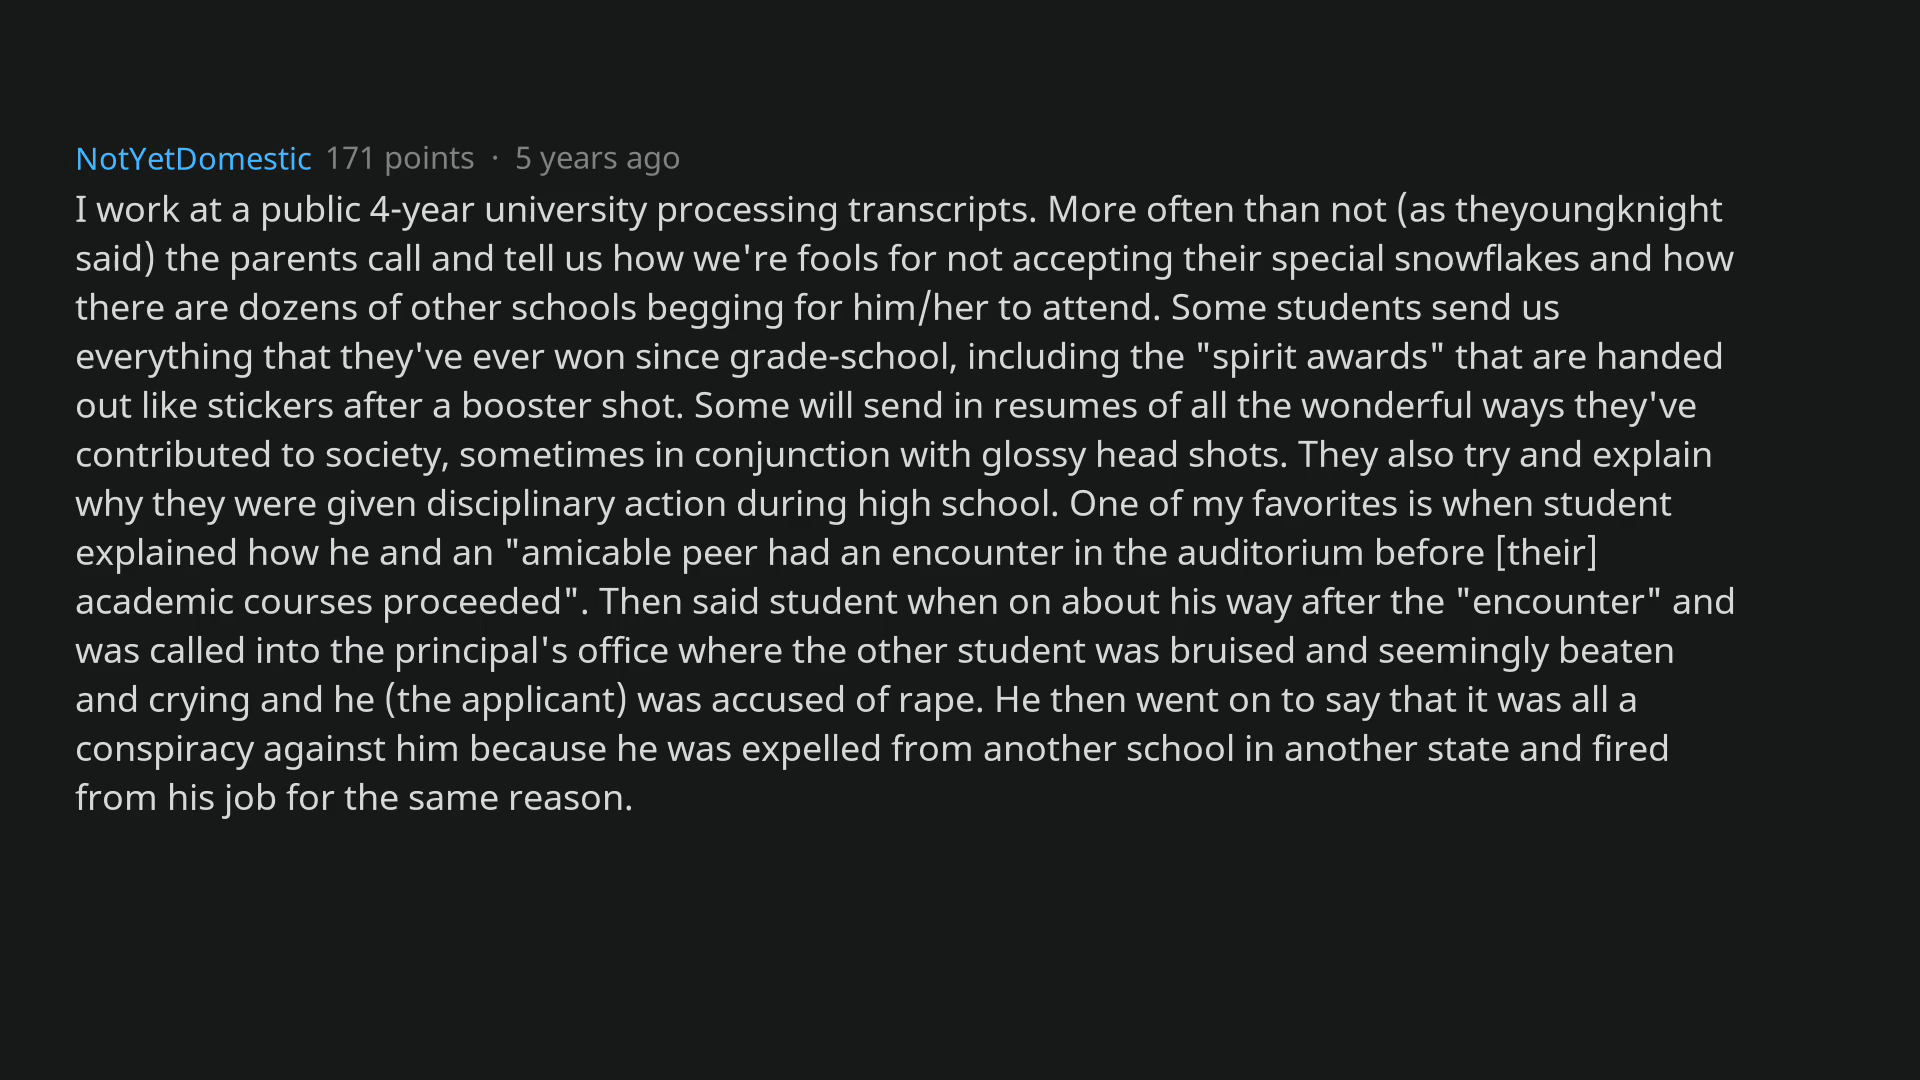 NotYetDomestic 171 points · 5 years ago
I work at a public 4-year university processing transcripts. More often than not (as theyoungknight
said) the parents call and tell us how we're fools for not accepting their special snowflakes and how
there are dozens of other schools begging for him/her to attend. Some students send us
everything that they've ever won since grade-school, including the "spirit awards" that are handed
out like stickers after a booster shot. Some will send in resumes of all the wonderful ways they've
contributed to society, sometimes in conjunction with glossy head shots. They also try and explain
why they were given disciplinary action during high school. One of my favorites is when student
explained how he and an "amicable peer had an encounter in the auditorium before [their]
academic courses proceeded". Then said student when on about his way after the "encounter" and
was called into the principal's office where the other student was bruised and seemingly beaten
and crying and he (the applicant) was accused of rape. He then went on to say that it was all a
conspiracy against him because he was expelled from another school in another state and fired
from his job for the same reason.